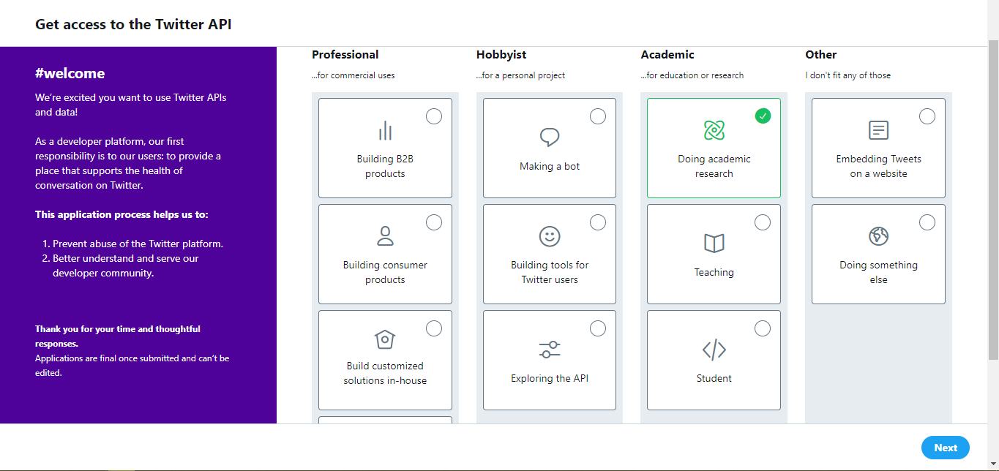 Get access to the Twitter API
#welcome
We're excited you want to use Twitter APIs
and data!
As a developer platform, our first
responsibility is to our users: to provide a
place that supports the health of
conversation on Twitter.
This application process helps us to:
1. Prevent abuse of the Twitter platform.
2. Better understand and serve our
developer community.
Thank you for your time and thoughtful
responses.
Applications are final once submitted and can't be
edited.
Professional
...for commercial uses
Building B2B
products
Building consumer
products
Build customized
solutions in-house
Hobbyist
...for a personal project
Making a bot
Building tools for
Twitter users
Exploring the API
Academic
...for education or research
Doing academic
research
Teaching
Student
Other
I don't fit any of those
Embedding Tweets
on a website
Doing something
else
Next